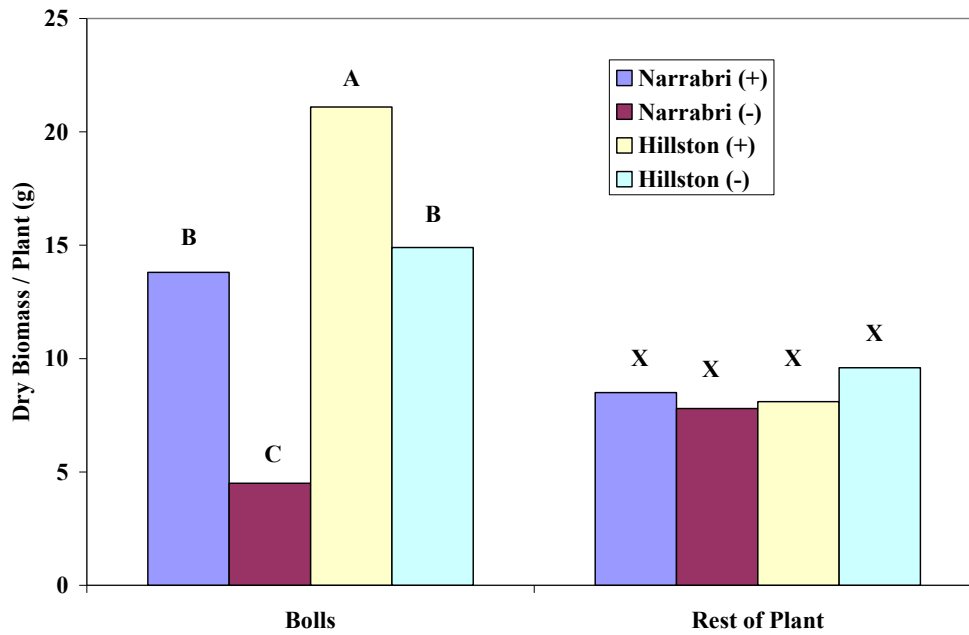 25
20
15
10
5
0
Dry Biomass / Plant (g)
B
C
A
B
X
X
X
X
Narrabri (+)
Narrabri (-)
Hillston (+)
Hillston (-)
Bolls
Rest of Plant